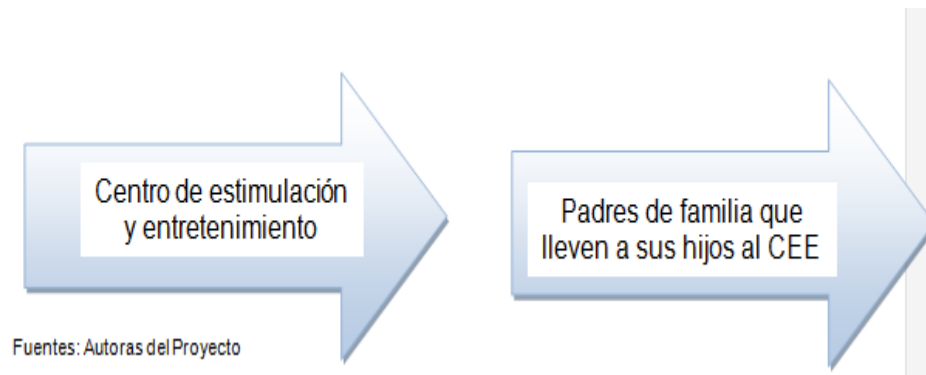 Centro de estimulación
y entretenimiento
Padres de familia que
lleven a sus hijos al CEE
Fuentes: Autoras del Proyecto